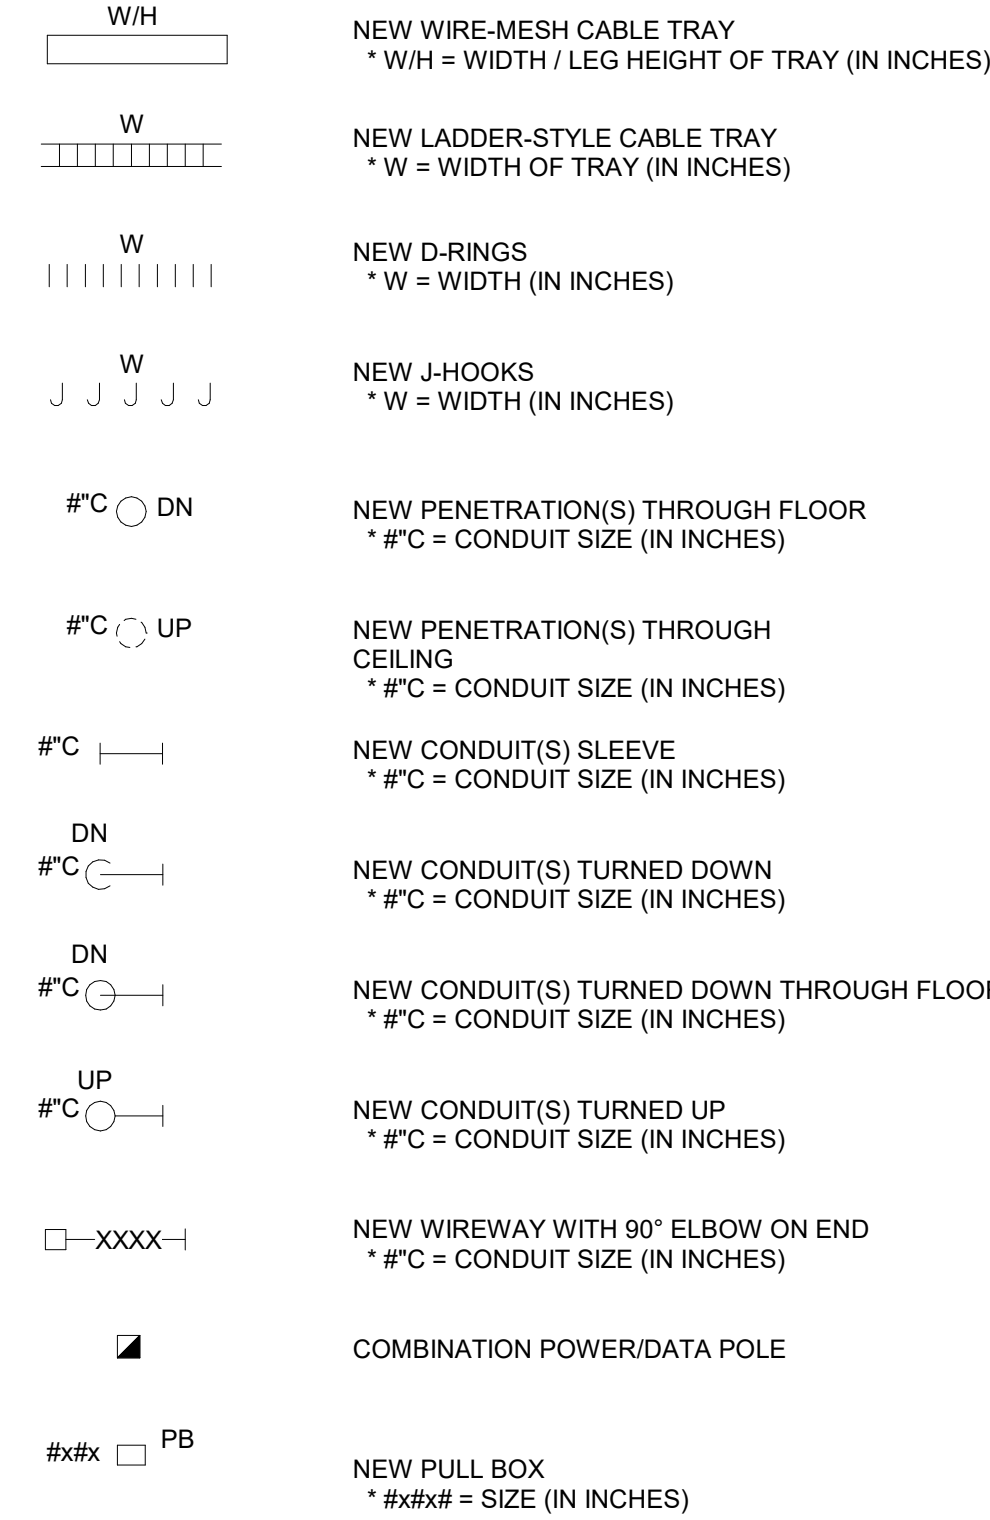 W/H
NEW WIRE-MESH CABLE TRAY
* W/H = WIDTH / LEG HEIGHT OF TRAY (IN INCHES)
W
NEW LADDER-STYLE CABLE TRAY
* W = WIDTH OF TRAY (IN INCHES)
W
NEW D-RINGS
* W = WIDTH (IN INCHES)
W
NEW J-HOOKS
* W = WIDTH (IN INCHES)
#"C DN
NEW PENETRATION(S) THROUGH FLOOR
* #"C = CONDUIT SIZE (IN INCHES)
#"C UP
NEW PENETRATION(S) THROUGH
CEILING
* #"C = CONDUIT SIZE (IN INCHES)
#"C
NEW CONDUIT(S) SLEEVE
* #"C = CONDUIT SIZE (IN INCHES)
DN
#"C
NEW CONDUIT(S) TURNED DOWN
* #"C = CONDUIT SIZE (IN INCHES)
DN
#"C
NEW CONDUIT(S) TURNED DOWN THROUGH FLOOR
* #"C = CONDUIT SIZE (IN INCHES)
UP
#"C
NEW CONDUIT(S) TURNED UP
* #"C = CONDUIT SIZE (IN INCHES)
XXXX
NEW WIREWAY WITH 90° ELBOW ON END
* #"C = CONDUIT SIZE (IN INCHES)
COMBINATION POWER/DATA POLE
#x#x PB
NEW PULL BOX
* #x#x# = SIZE (IN INCHES)